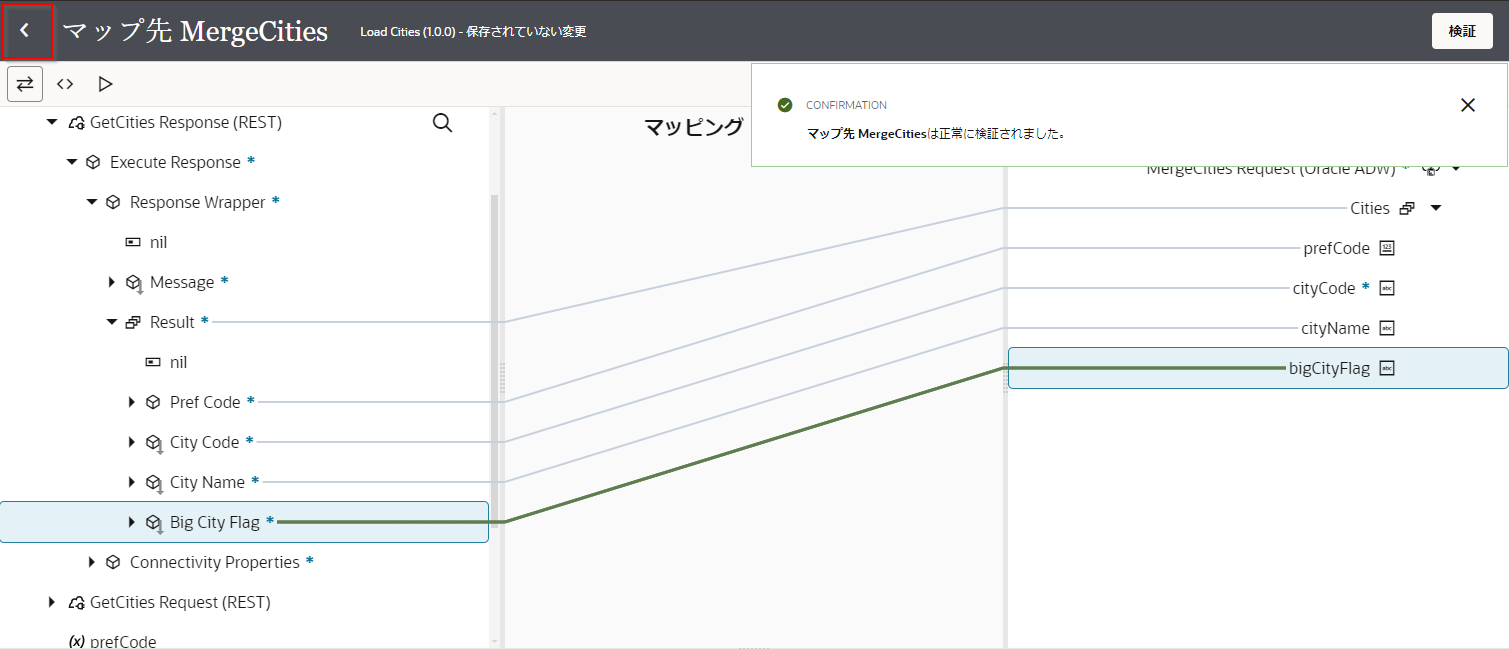 マップ先 MergeCities
Load Cities (1.0.0) - 保存されていない変更
検証
CONFIRMATION
マップ先 MergeCitiesは正常に検証されました。
マッピング
GetCities Response (REST)
Execute Response *
Response Wrapper *
nil
Message *
Result *
nil
Pref Code *
City Code *
City Name *
Big City Flag *
Connectivity Properties *
GetCities Request (REST)
(x) prefCode
MergeCities Request (Oracle ADW) *
Cities
prefCode
cityCode *
cityName
bigCityFlag